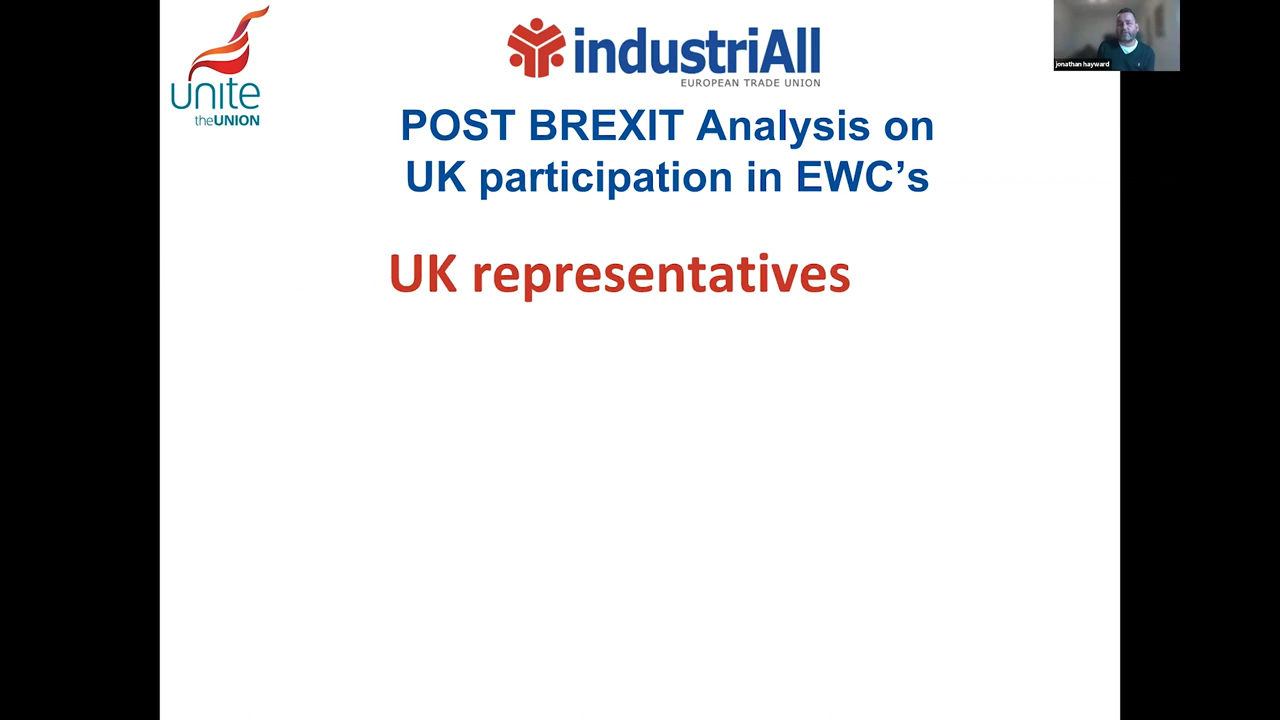 unite
theUNION
industriAll
EUROPEAN TRADE UNION
jonathan hayward
POST BREXIT Analysis on
UK participation in EWC’s
UK representatives